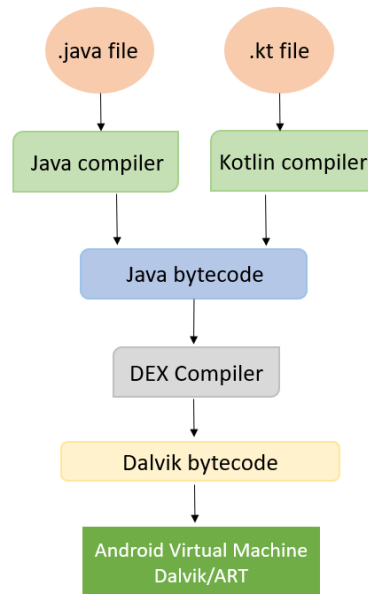 .java file
.kt file
Java compiler
Kotlin compiler
Java bytecode
DEX Compiler
Dalvik bytecode
Android Virtual Machine
Dalvik/ART